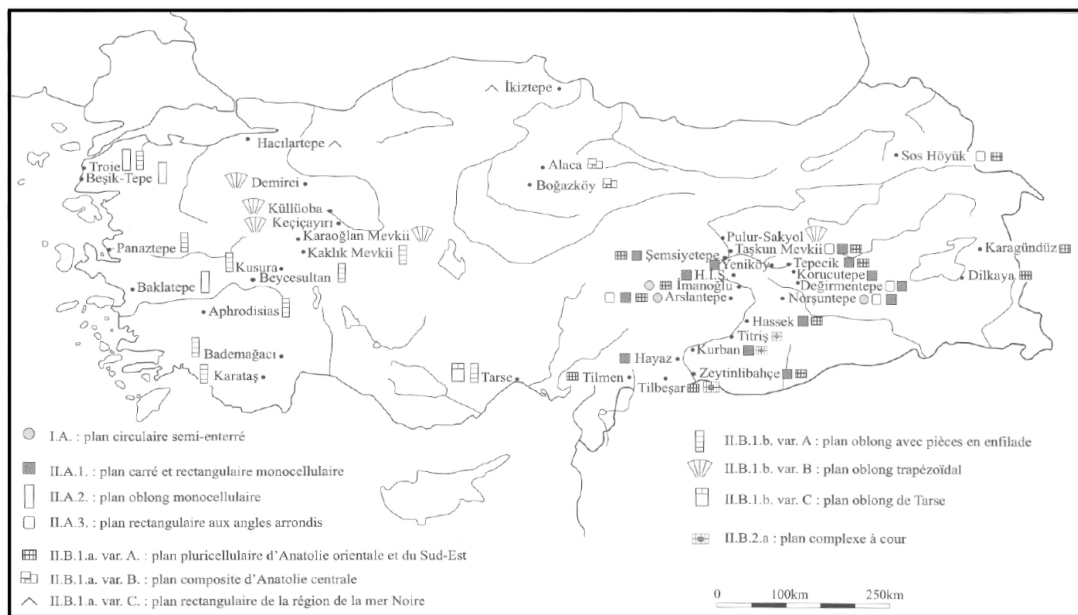 İkiztepe
Hacılartepe
Sos Höyük
Troie
Alaca
Beşik-Tepe
Demirci
Boğazköy
Küllüoba
Keçiçayırı
Karaoğlan Mevkii
Pulur-Sakyol
Panaztepe
Kaklık Mevkii
Taşkun Mevkii
Karagündüz
Şemsiyetepe
Yeniköy
Tepecik
Kusura
H.I.S.
Korucutepe
Dilkaya
Beycesultan
İmanoğlu
Değirmentepe
Baklatepe
Arslantepe
Norşuntepe
Aphrodisias
Hassek
Titriş
Bademağacı
Hayaz
Kurban
Karataş
Tarse
Tilmen
Zeytinlibahçe
Tilbeşar
I.A. : plan circulaire semi-enterré
II.A.1. : plan carré et rectangulaire monocellulaire
II.A.2. : plan oblong monocellulaire
II.A.3. : plan rectangulaire aux angles arrondis
II.B.1.a. var. A. : plan pluricellulaire d'Anatolie orientale et du Sud-Est
II.B.1.a. var. B. : plan composite d'Anatolie centrale
II.B.1.a. var. C. : plan rectangulaire de la région de la mer Noire
II.B.1.b. var. A : plan oblong avec pièces en enfilade
II.B.1.b. var. B : plan oblong trapézoïdal
II.B.1.b. var. C : plan oblong de Tarse
II.B.2.a : plan complexe à cour
0 100km 250km